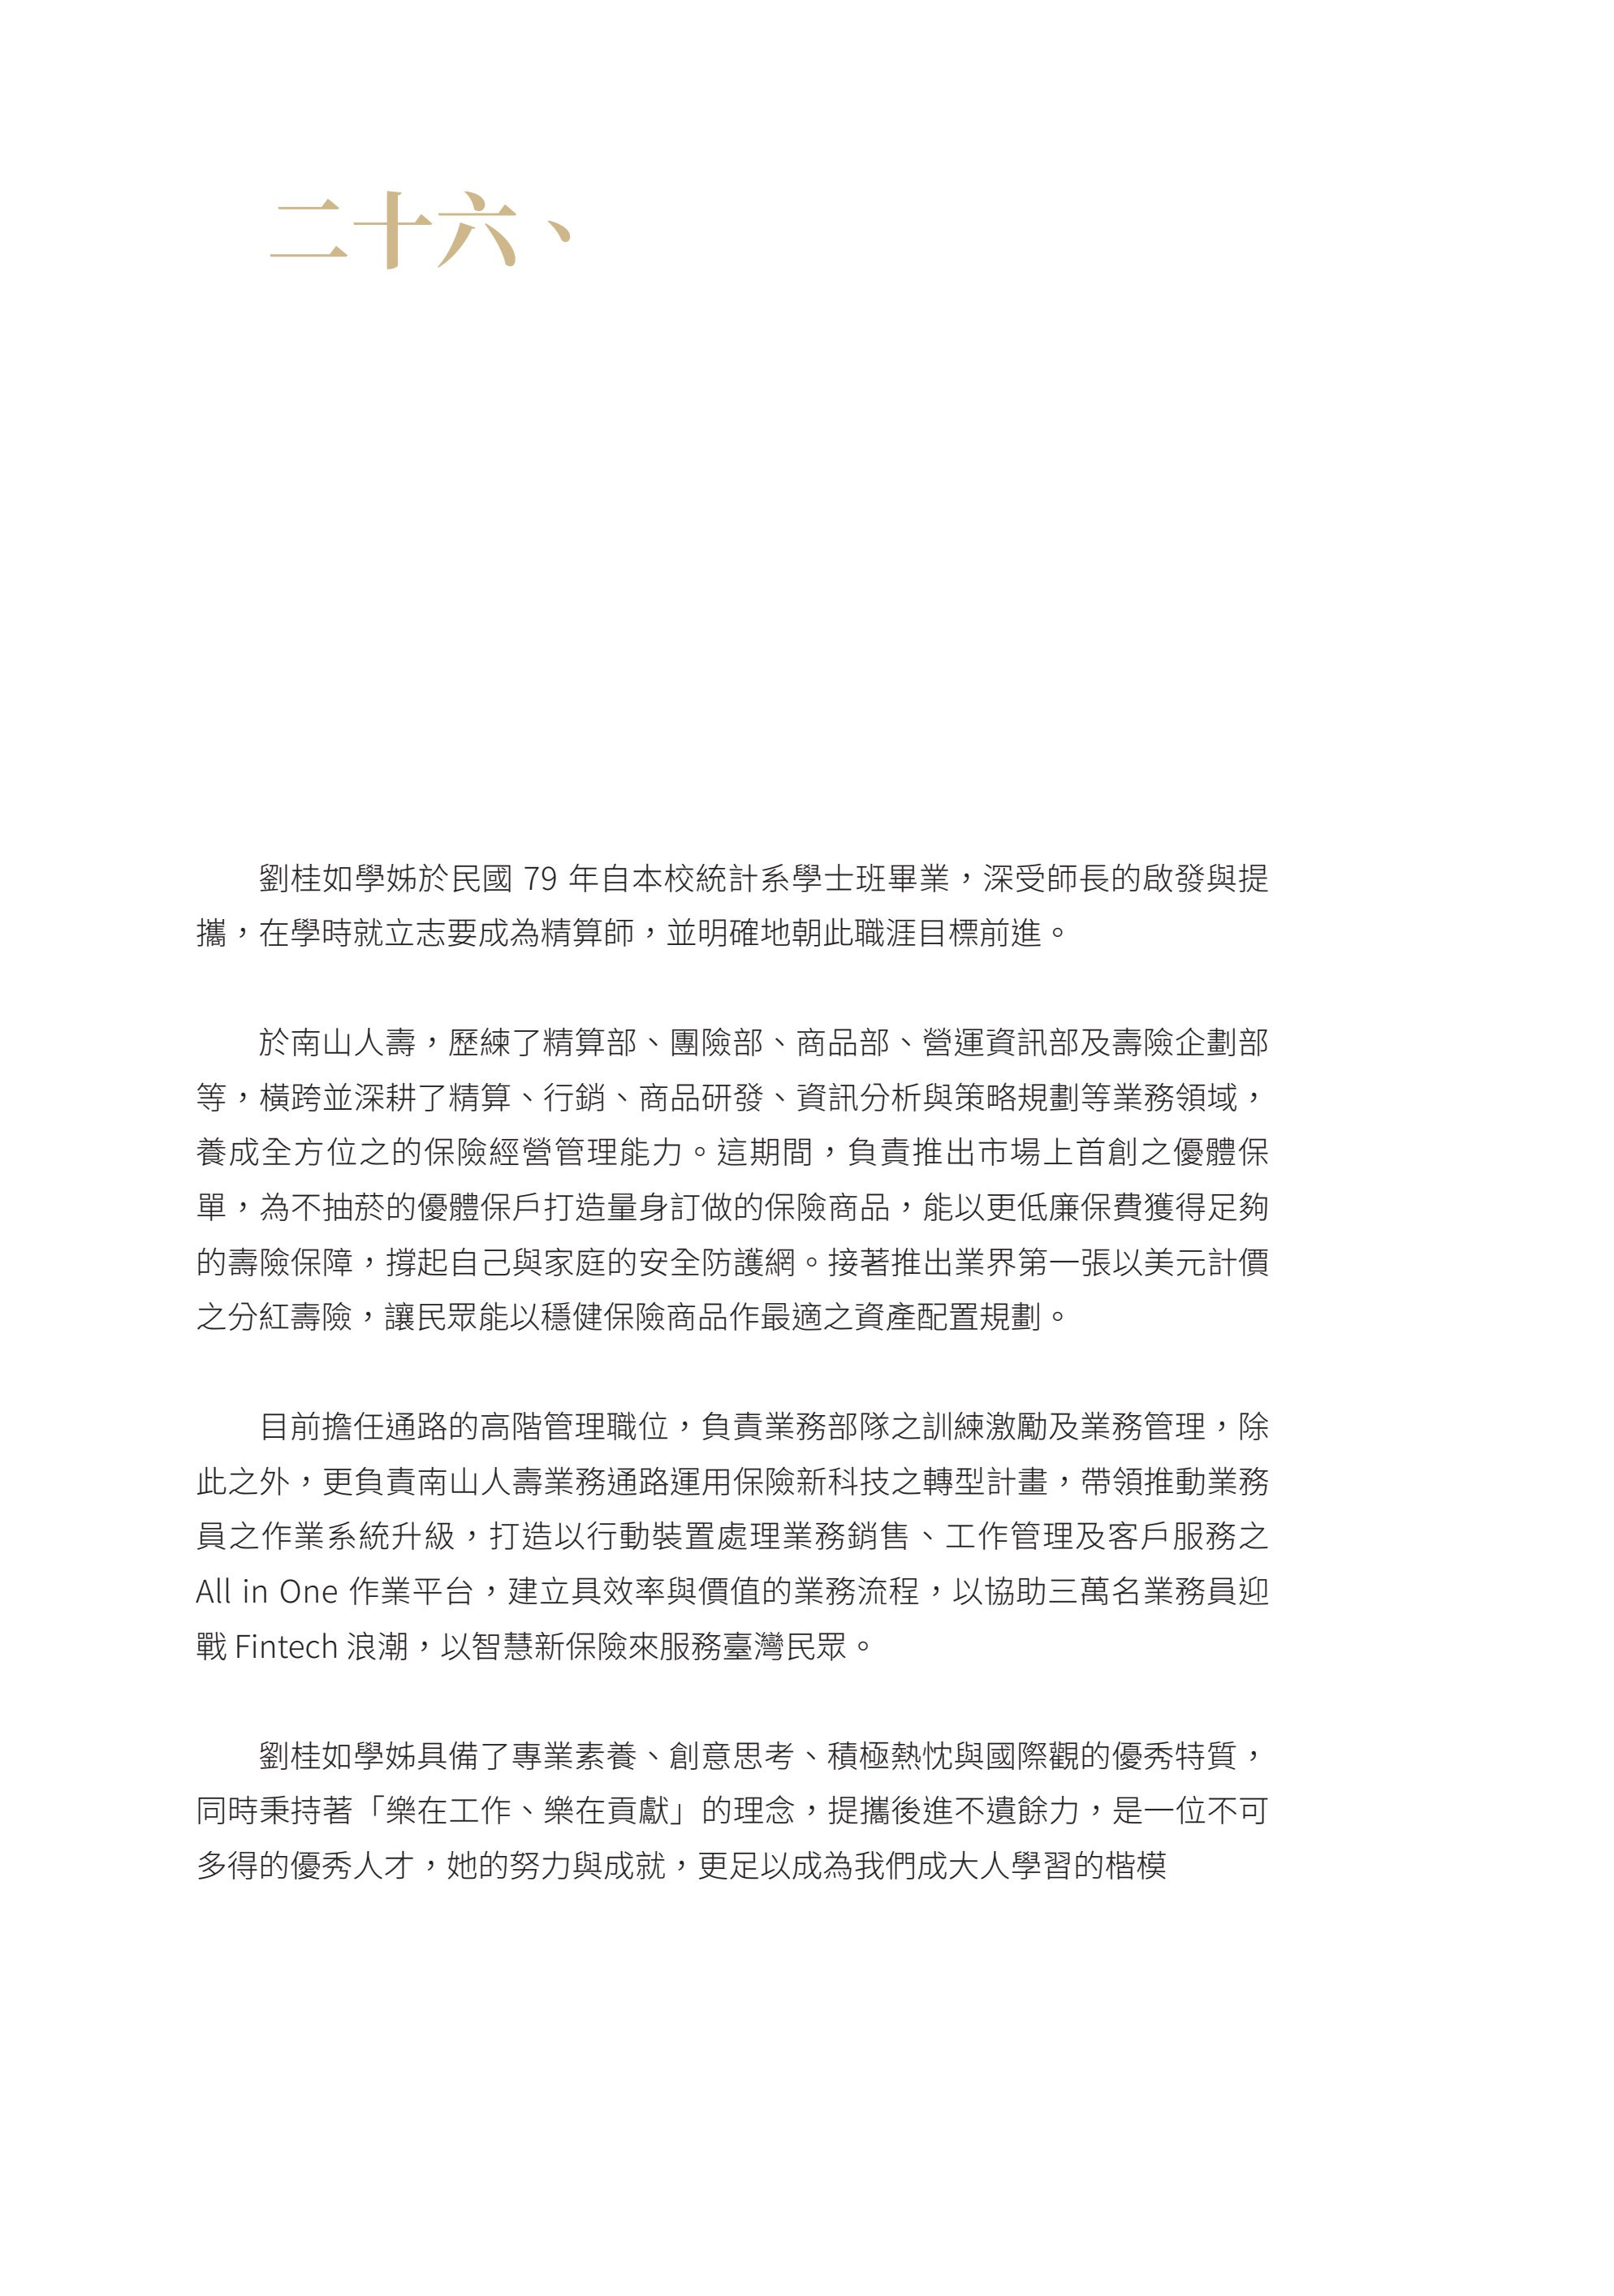 二十六、
劉桂如學姊於民國 79 年自本校統計系學士班畢業，深受師長的啟發與提
攜，在學時就立志要成為精算師，並明確地朝此職涯目標前進。
於南山人壽，歷練了精算部、團險部、商品部、營運資訊部及壽險企劃部
等，橫跨並深耕了精算、行銷、商品研發、資訊分析與策略規劃等業務領域，
養成全方位之的保險經營管理能力。這期間，負責推出市場上首創之優體保
單，為不抽菸的優體保戶打造量身訂做的保險商品，能以更低廉保費獲得足夠
的壽險保障，撐起自己與家庭的安全防護網。接著推出業界第一張以美元計價
之分紅壽險，讓民眾能以穩健保險商品作最適之資產配置規劃。
目前擔任通路的高階管理職位，負責業務部隊之訓練激勵及業務管理，除
此之外，更負責南山人壽業務通路運用保險新科技之轉型計畫，帶領推動業務
員之作業系統升級，打造以行動裝置處理業務銷售、工作管理及客戶服務之
All in One 作業平台，建立具效率與價值的業務流程，以協助三萬名業務員迎
戰 Fintech 浪潮，以智慧新保險來服務臺灣民眾。
劉桂如學姊具備了專業素養、創意思考、積極熱忱與國際觀的優秀特質，
同時秉持著「樂在工作、樂在貢獻」的理念，提攜後進不遺餘力，是一位不可
多得的優秀人才，她的努力與成就，更足以成為我們成大人學習的楷模